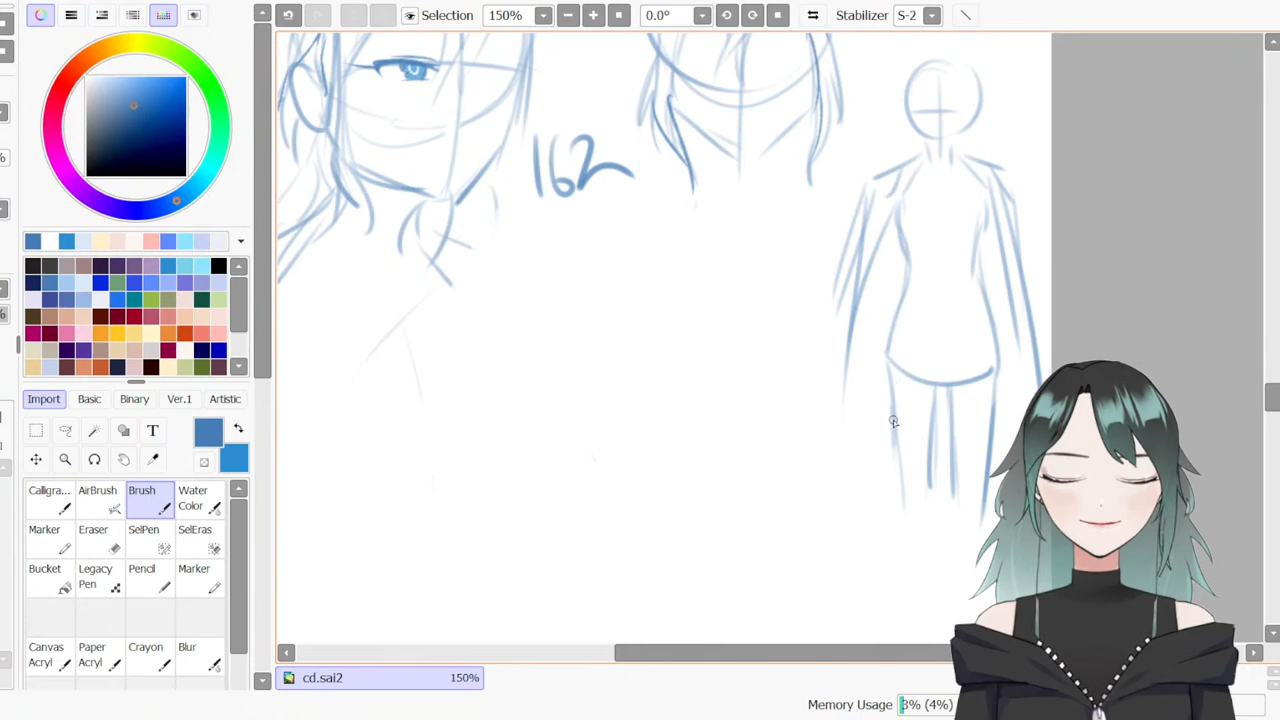 Selection 150% 0.0° Stabilizer S-2
162
Import Basic Binary Ver.1 Artistic
T
Calligra... AirBrush Brush Water Color
Marker Eraser SelPen SelEras
Bucket Legacy Pen Pencil Marker
Canvas Acryl Paper Acryl Crayon Blur
cd.sai2 150%
Memory Usage 3% (4%)